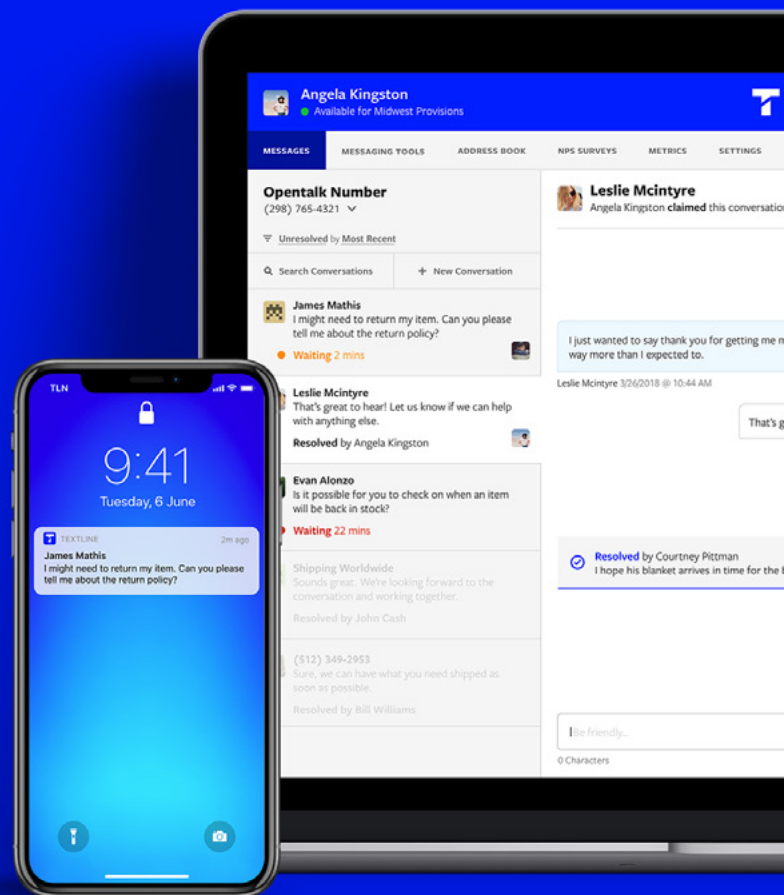 Angela Kingston
Available for Midwest Provisions
MESSAGES
MESSAGING TOOLS
ADDRESS BOOK
NPS SURVEYS
METRICS
SETTINGS
Opentalk Number
(298) 765-4321
Unresolved by Most Recent
Search Conversations
+ New Conversation
James Mathis
I might need to return my item. Can you please
tell me about the return policy?
Waiting 2 mins
Leslie Mcintyre
That's great to hear! Let us know if we can help
with anything else.
Resolved by Angela Kingston
Evan Alonzo
Is it possible for you to check on when an item
will be back in stock?
Waiting 22 mins
Shipping Worldwide
Sounds great. We're looking forward to the
conversation and working together.
Resolved by John Cash
(512) 349-2953
Sure, we can have what you need shipped as
soon as possible.
Resolved by Bill Williams
Leslie Mcintyre
Angela Kingston claimed this conversation
I just wanted to say thank you for getting me
way more than I expected to.
Leslie Mcintyre 3/26/2018 @ 10:44 AM
That's
Resolved by Courtney Pittman
I hope his blanket arrives in time for the
Be friendly...
0 Characters
TLN
9:41
Tuesday, 6 June
TEXTLINE
2m ago
James Mathis
I might need to return my item. Can you please
tell me about the return policy?